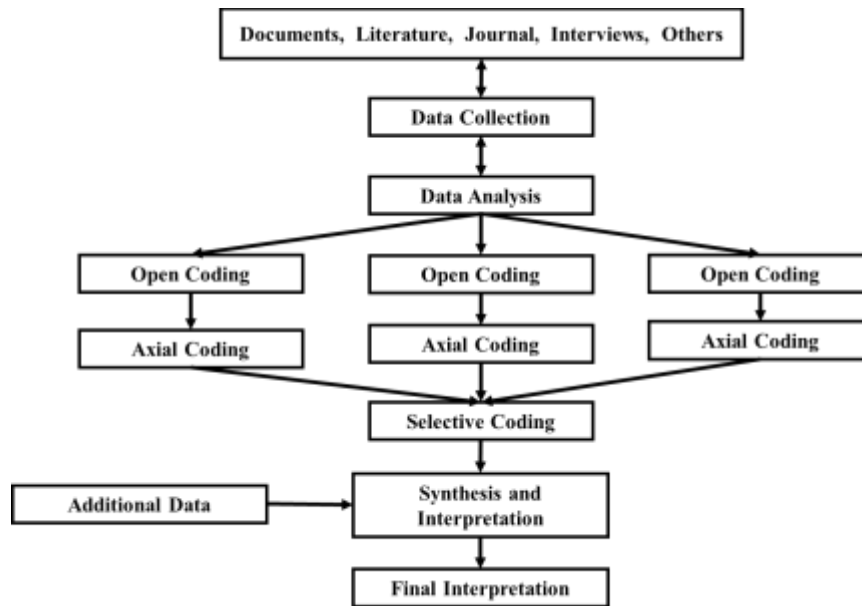 Documents, Literature, Journal, Interviews, Others
Data Collection
Data Analysis
Open Coding
Open Coding
Open Coding
Axial Coding
Axial Coding
Axial Coding
Selective Coding
Additional Data
Synthesis and
Interpretation
Final Interpretation